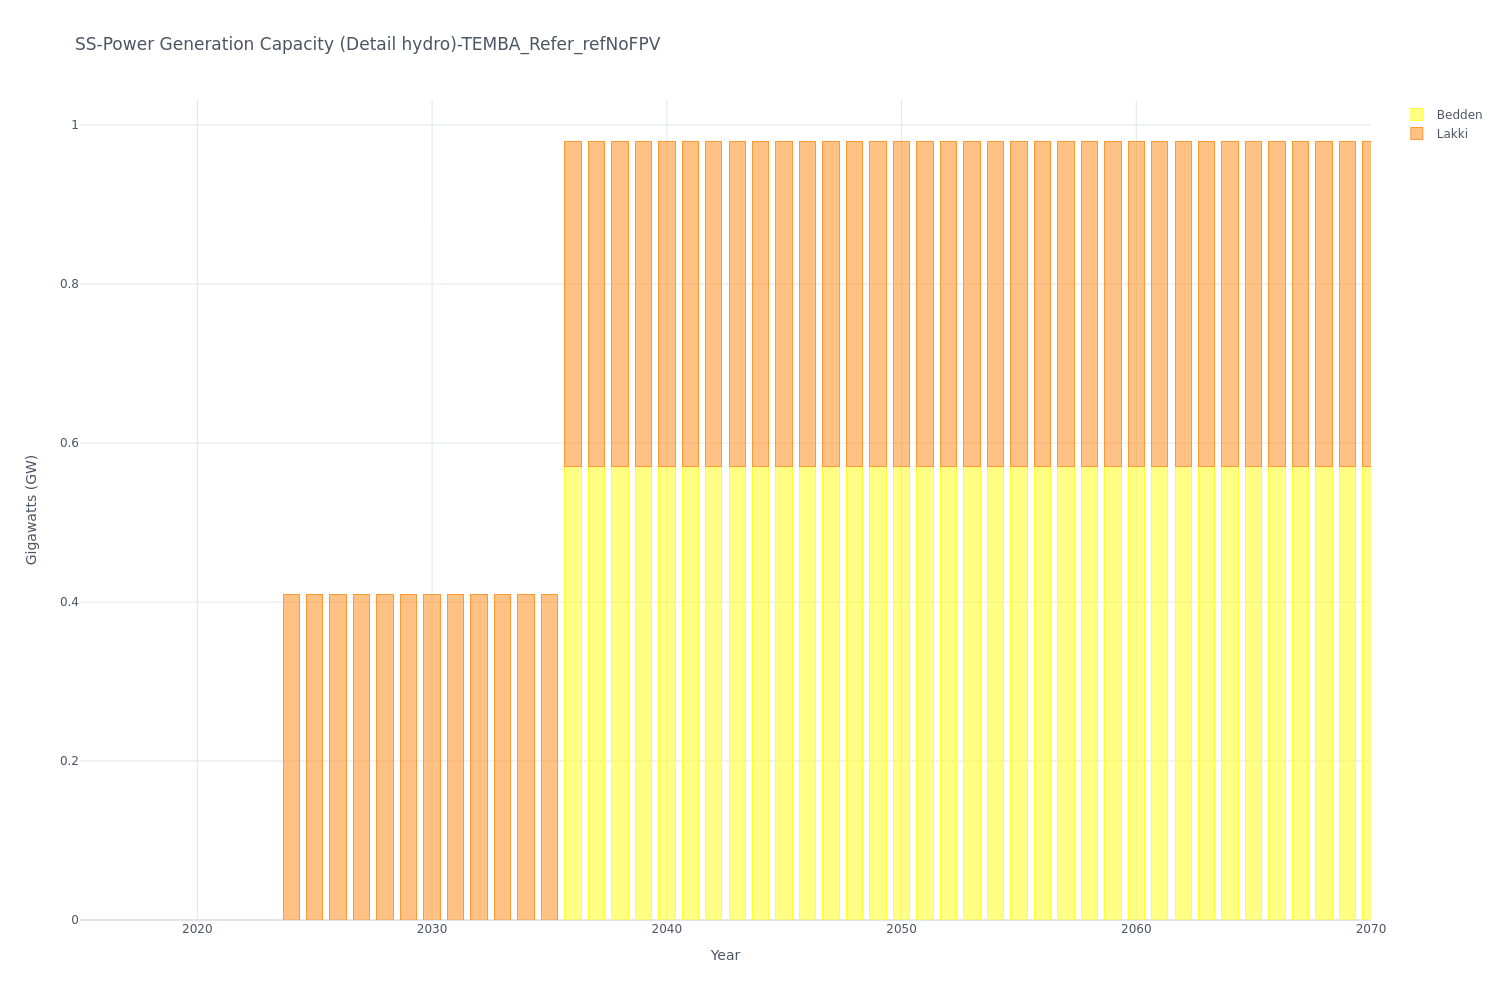 SS-Power Generation Capacity (Detail hydro)-TEMBA_Refer_refNoFPV
Bedden
Lakki
1
0.8
0.6
0.4
0.2
0
Gigawatts (GW)
2020
2030
2040
2050
2060
2070
Year